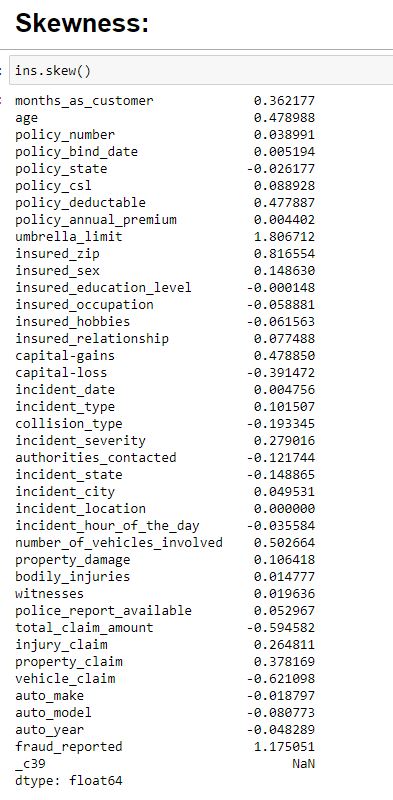 Skewness:
ins.skew()
months_as_customer 0.362177
age 0.478988
policy_number 0.038991
policy_bind_date 0.005194
policy_state -0.026177
policy_csl 0.088928
policy_deductable 0.477887
policy_annual_premium 0.004402
umbrella_limit 1.806712
insured_zip 0.816554
insured_sex 0.148630
insured_education_level -0.000148
insured_occupation -0.058881
insured_hobbies -0.061563
insured_relationship 0.077488
capital-gains 0.478850
capital-loss -0.391472
incident_date 0.004756
incident_type 0.101507
collision_type -0.193345
incident_severity 0.279016
authorities_contacted -0.121744
incident_state -0.148865
incident_city 0.049531
incident_location 0.000000
incident_hour_of_the_day -0.035584
number_of_vehicles_involved 0.502664
property_damage 0.106418
bodily_injuries 0.014777
witnesses 0.019636
police_report_available 0.052967
total_claim_amount -0.594582
injury_claim 0.264811
property_claim 0.378169
vehicle_claim -0.621098
auto_make -0.018797
auto_model -0.080773
auto_year -0.048289
fraud_reported 1.175051
_c39 NaN
dtype: float64